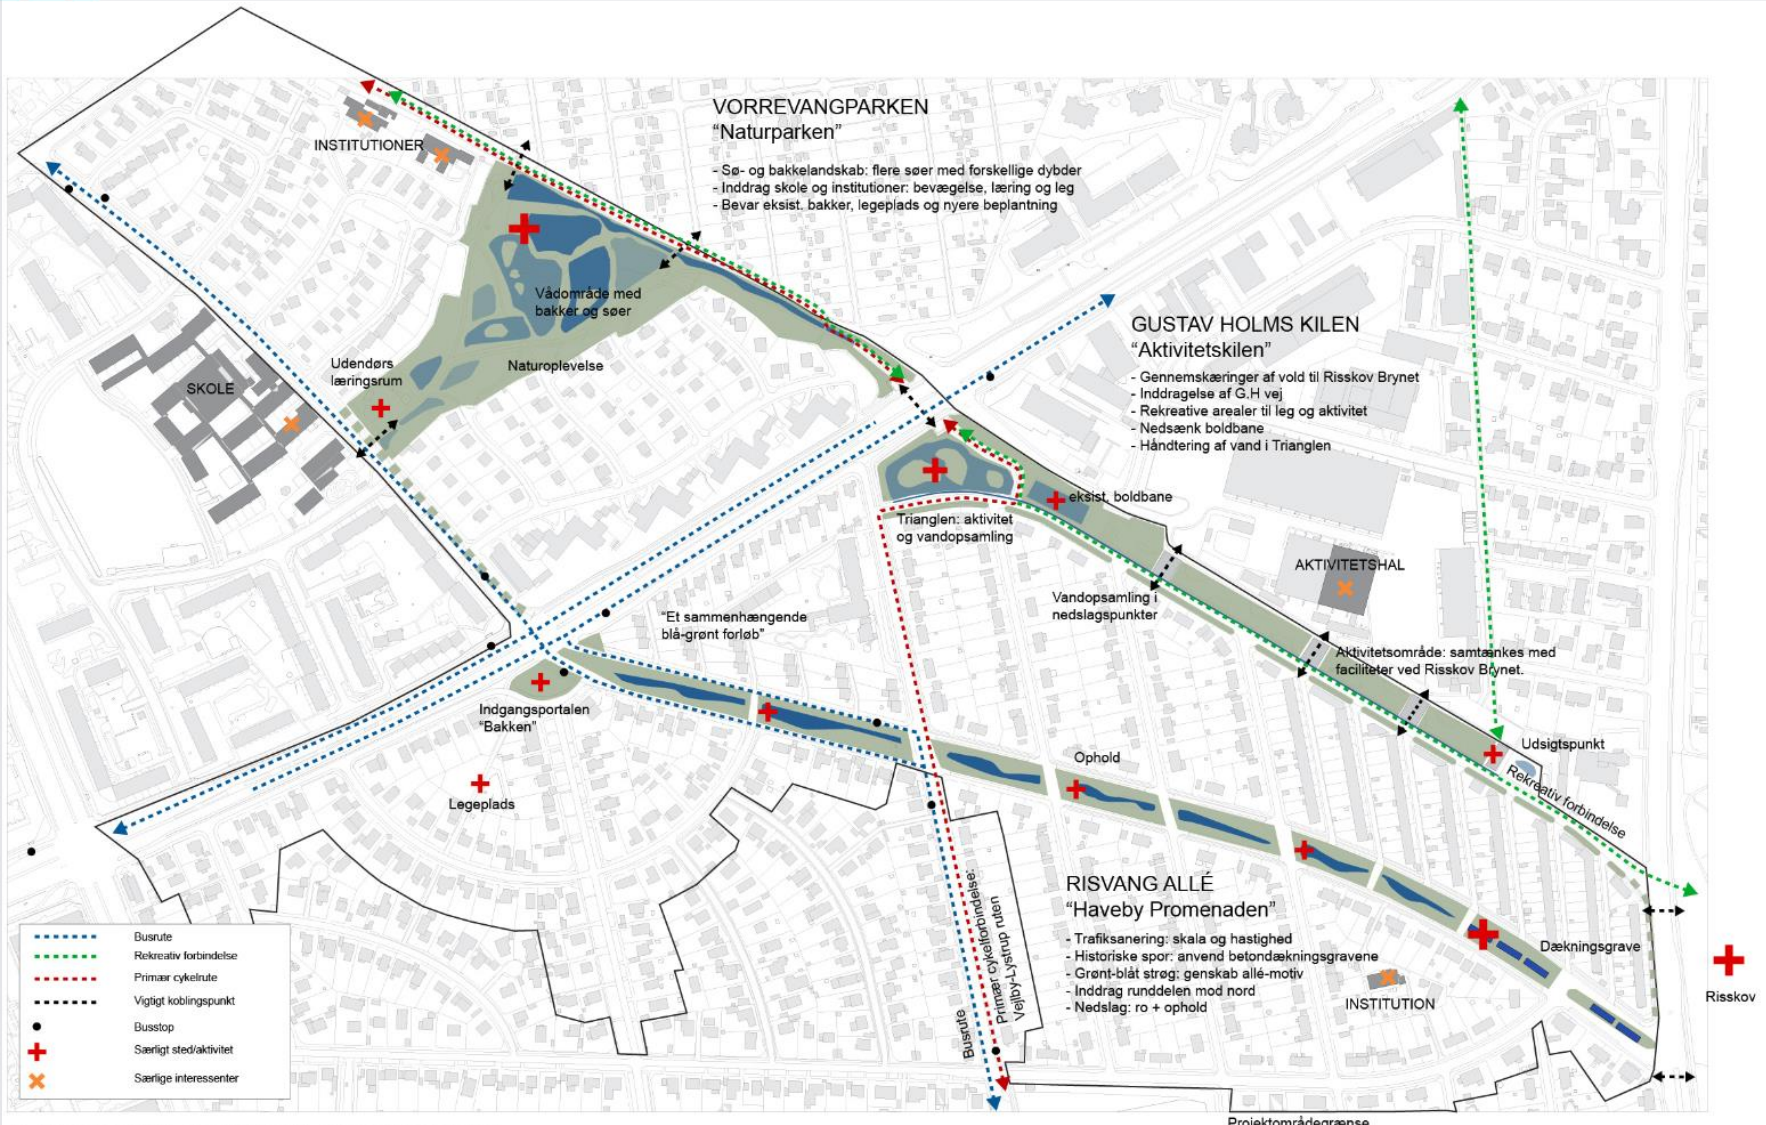 VORREVANGPARKEN
“Naturparken”
- Sø- og bakkelandskab: flere søer med forskellige dybder
- Inddrag skole og institutioner: bevægelse, læring og leg
- Bevar eksist. bakker, legeplads og nyere beplantning
INSTITUTIONER
Vådområde med
bakker og søer
Naturoplevelse
Udendørs
læringsrum
SKOLE
GUSTAV HOLMS KILEN
“Aktivitetskilen”
- Gennemskæringer af vold til Risskov Brynet
- Inddragelse af G.H vej
- Rekreative arealer til leg og aktivitet
- Nedsænk boldbane
- Håndtering af vand i Trianglen
eksist. boldbane
Trianglen: aktivitet
og vandopsamling
AKTIVITETSHAL
Vandopsamling i
nedslagspunkter
“Et sammenhængende
blå-grønt forløb”
Aktivitetsområde: samtænkes med
faciliteter ved Risskov Brynet.
Indgangsportalen
“Bakken”
Udsigtspunkt
Ophold
Rekreativ forbindelse
Legeplads
RISVANG ALLÉ
“Haveby Promenaden”
- Trafiksanering: skala og hastighed
- Historiske spor: anvend betondækningsgravene
- Grønt-blåt strøg: genskab allé-motiv
- Inddrag runddelen mod nord
- Nedslag: ro + ophold
Dækningsgrave
INSTITUTION
Risskov
Busrute
Primær cykelforbindelse:
Vejlby-Lystrup ruten
Busrute
Rekreativ forbindelse
Primær cykelrute
Vigtigt koblingspunkt
Busstop
Særligt sted/aktivitet
Særlige interessenter
Projektområdegrænse